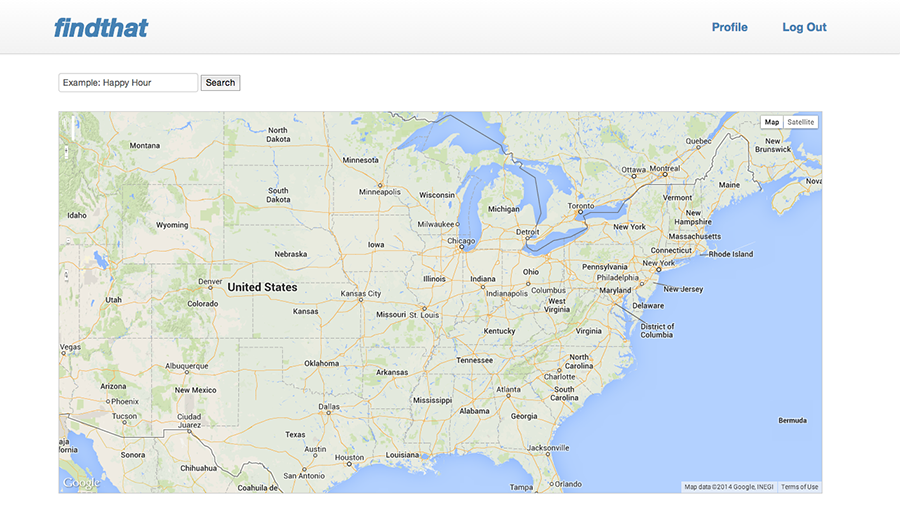 findthat
Profile
Log Out
Example: Happy Hour
Search
Map
Satellite
North
Dakota
Montana
Minnesota
Quebec
New
Brunswick
Ottawa
Montreal
Maine
Nova
South
Dakota
Minneapolis
Wisconsin
Michigan
Toronto
Vermont
Idaho
Wyoming
Milwaukee
Detroit
New York
New
Hampshire
Massachusetts
Chicago
Iowa
Connecticut
Rhode Island
Nebraska
Illinois
Indiana
Ohio
Pennsylvania
New York
Philadelphia
Utah
Denver
Colorado
United States
Kansas City
Indianapolis
Columbus
Maryland
New Jersey
Kansas
Missouri
St. Louis
West
Virginia
Delaware
District of
Columbia
Kentucky
Virginia
Vegas
Albuquerque
Oklahoma
Arkansas
Tennessee
North
Carolina
Charlotte
Arizona
New Mexico
Phoenix
Tucson
Ciudad
Juárez
Dallas
Mississippi
Alabama
Atlanta
Georgia
South
Carolina
Bermuda
Texas
aja
fornia
Sonora
Chihuahua
Austin
Houston
San Antonio
Louisiana
Jacksonville
Coahuila de
Tampa
Orlando
Google
Map data ©2014 Google, INEGI
Terms of Use